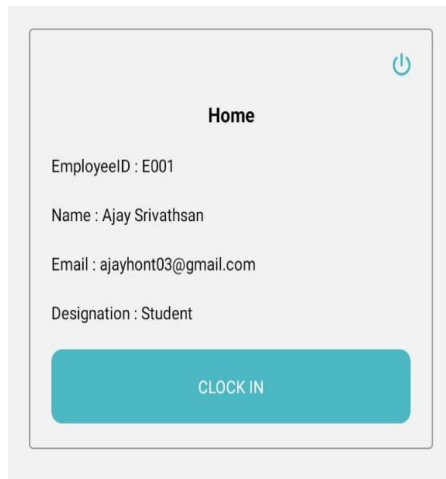 Home
EmployeeID : E001
Name : Ajay Srivathsan
Email : ajayhont03@gmail.com
Designation : Student
CLOCK IN